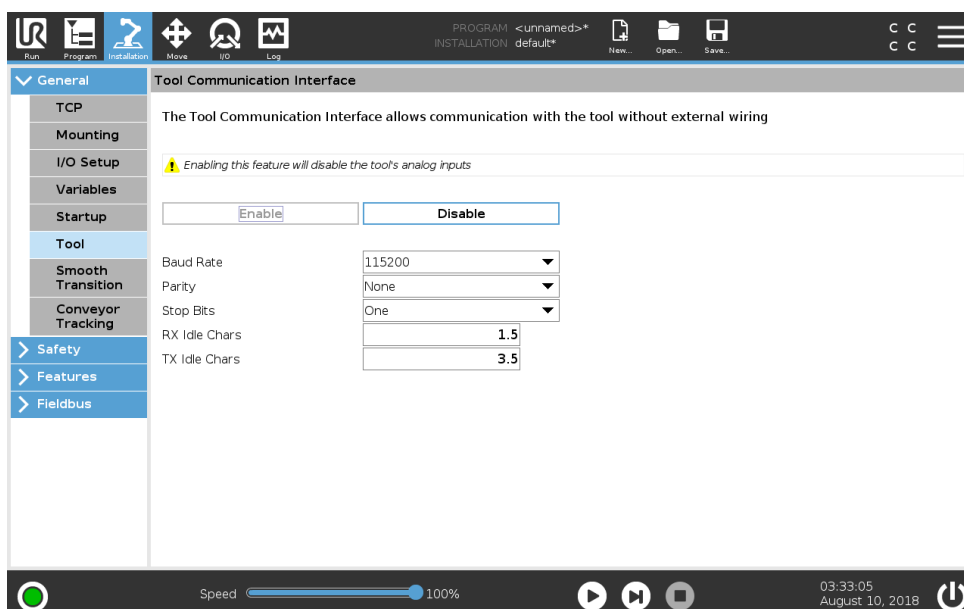 UR
Run
Program
Installation
Move
I/O
Log
PROGRAM <unnamed>*
INSTALLATION default*
New...
Open...
Save...
C C
C C
General
TCP
Mounting
I/O Setup
Variables
Startup
Tool
Smooth
Transition
Conveyor
Tracking
Safety
Features
Fieldbus
Tool Communication Interface
The Tool Communication Interface allows communication with the tool without external wiring
Enabling this feature will disable the tool's analog inputs
Enable
Disable
Baud Rate 115200
Parity None
Stop Bits One
RX Idle Chars 1.5
TX Idle Chars 3.5
Speed 100%
03:33:05
August 10, 2018